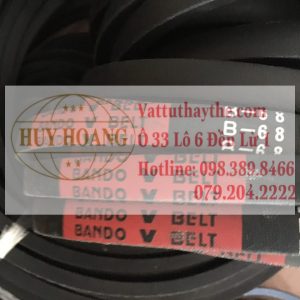 HUY HOANG
Vattuthaythe.com
Ô 33 Lô 6 Đền Lừ 1
Hotline: 098.389.8466
079.204.2222
B-68
BANDO V BELT
BANDO V BELT
BANDO V BELT
BELT